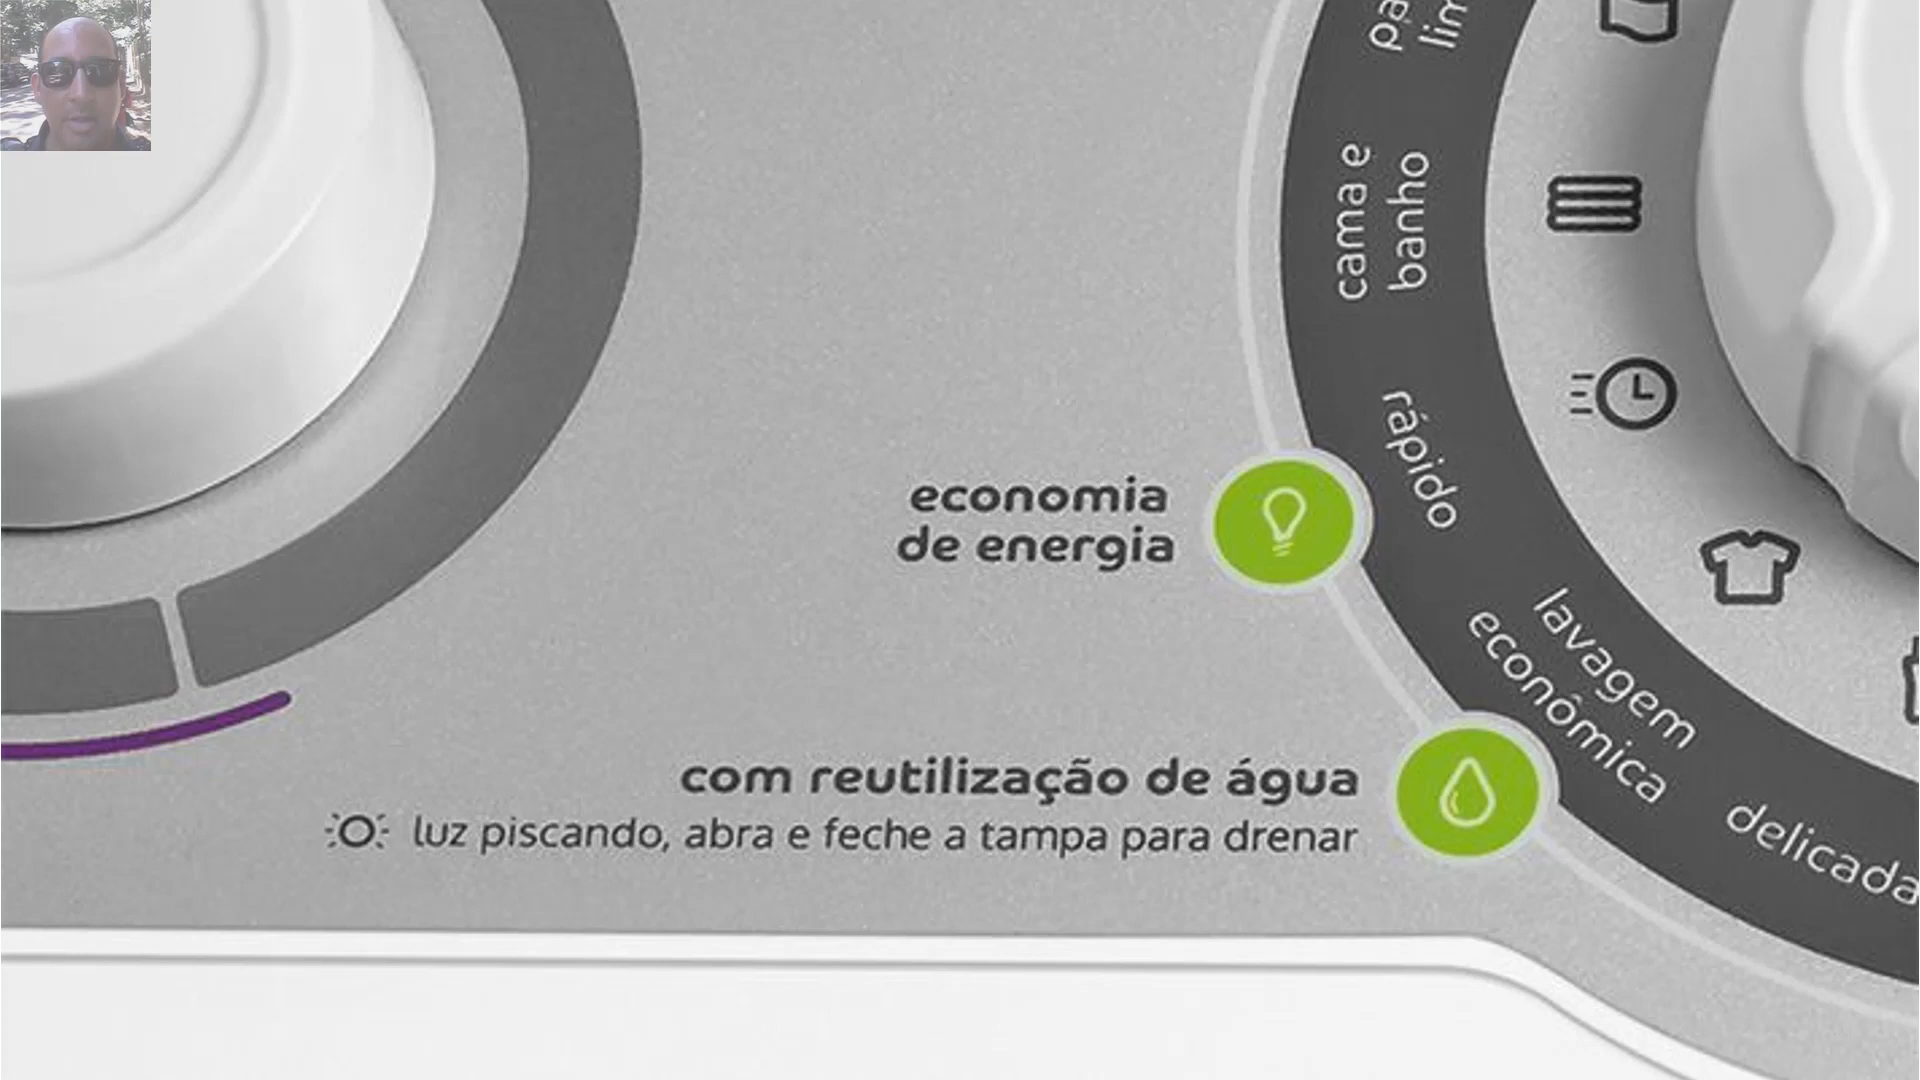 cama e
banho
rápido
economia
de energia
lavagem
econômica
com reutilização de água
luz piscando, abra e feche a tampa para drenar
delicada